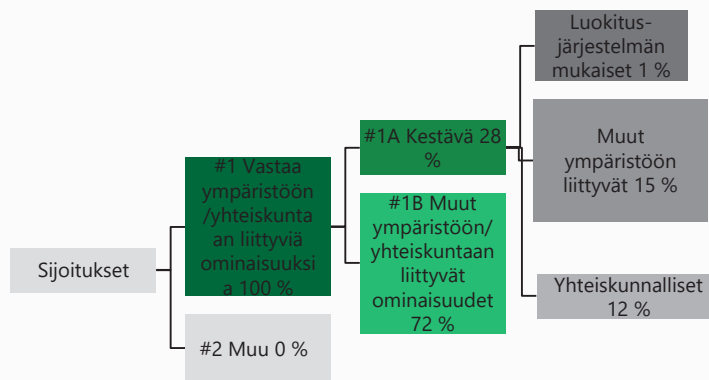 Sijoitukset
#1 Vastaa
ympäristöön
/yhteiskunta
an liittyviä
ominaisuuksi
a 100 %
#2 Muu 0 %
#1A Kestävä 28
%
#1B Muut
ympäristöön/
yhteiskuntaan
liittyvät
ominaisuudet
72 %
Luokitus-
järjestelmän
mukaiset 1 %
Muut
ympäristöön
liittyvät 15 %
Yhteiskunnalliset
12 %